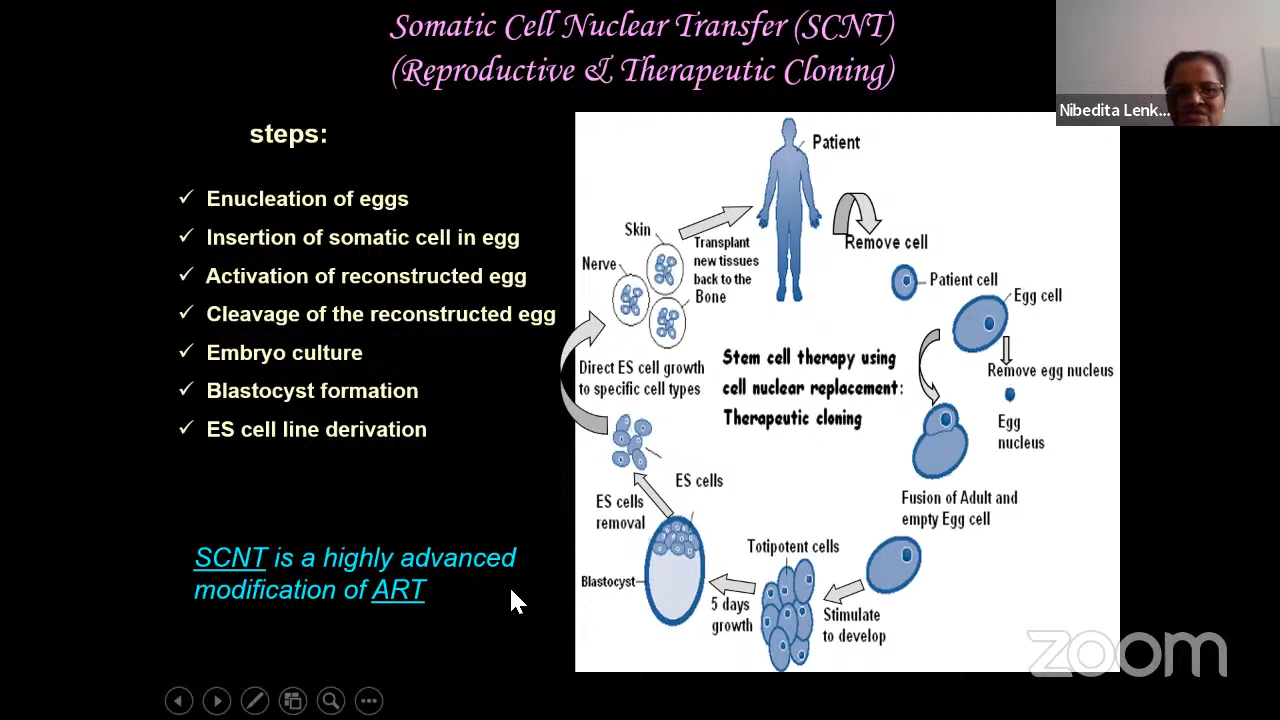 Somatic Cell Nuclear Transfer (SCNT)
(Reproductive & Therapeutic Cloning)
Nibedita Lenk...
steps:
✓ Enucleation of eggs
✓ Insertion of somatic cell in egg
✓ Activation of reconstructed egg
✓ Cleavage of the reconstructed egg
✓ Embryo culture
✓ Blastocyst formation
✓ ES cell line derivation
SCNT is a highly advanced
modification of ART
Patient
Remove cell
Patient cell
Egg cell
Remove egg nucleus
Egg
nucleus
Fusion of Adult and
empty Egg cell
Stimulate
to develop
Totipotent cells
5 days
growth
Blastocyst
ES cells
removal
ES cells
Direct ES cell growth
to specific cell types
Nerve
Skin
Bone
Transplant
new tissues
back to the
Stem cell therapy using
cell nuclear replacement:
Therapeutic cloning
zoom